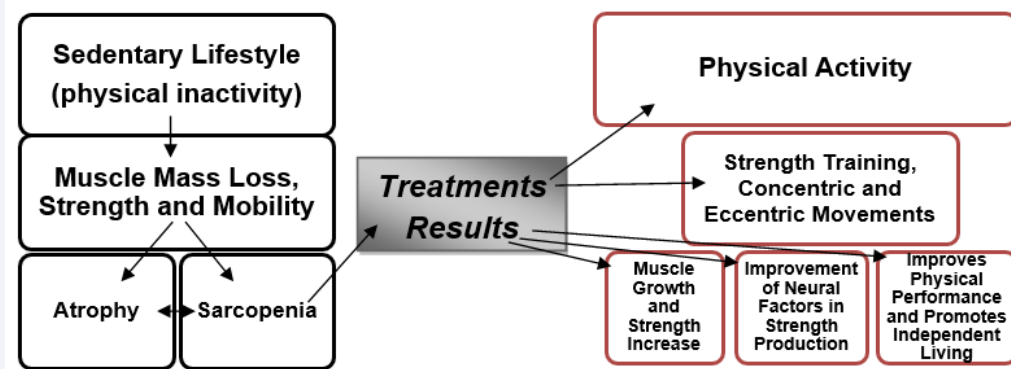 Sedentary Lifestyle
(physical inactivity)
Muscle Mass Loss,
Strength and Mobility
Atrophy
Sarcopenia
Treatments
Results
Physical Activity
Strength Training,
Concentric and
Eccentric Movements
Muscle
Growth
and
Strength
Increase
Improvement
of Neural
Factors in
Strength
Production
Improves
Physical
Performance
and Promotes
Independent
Living